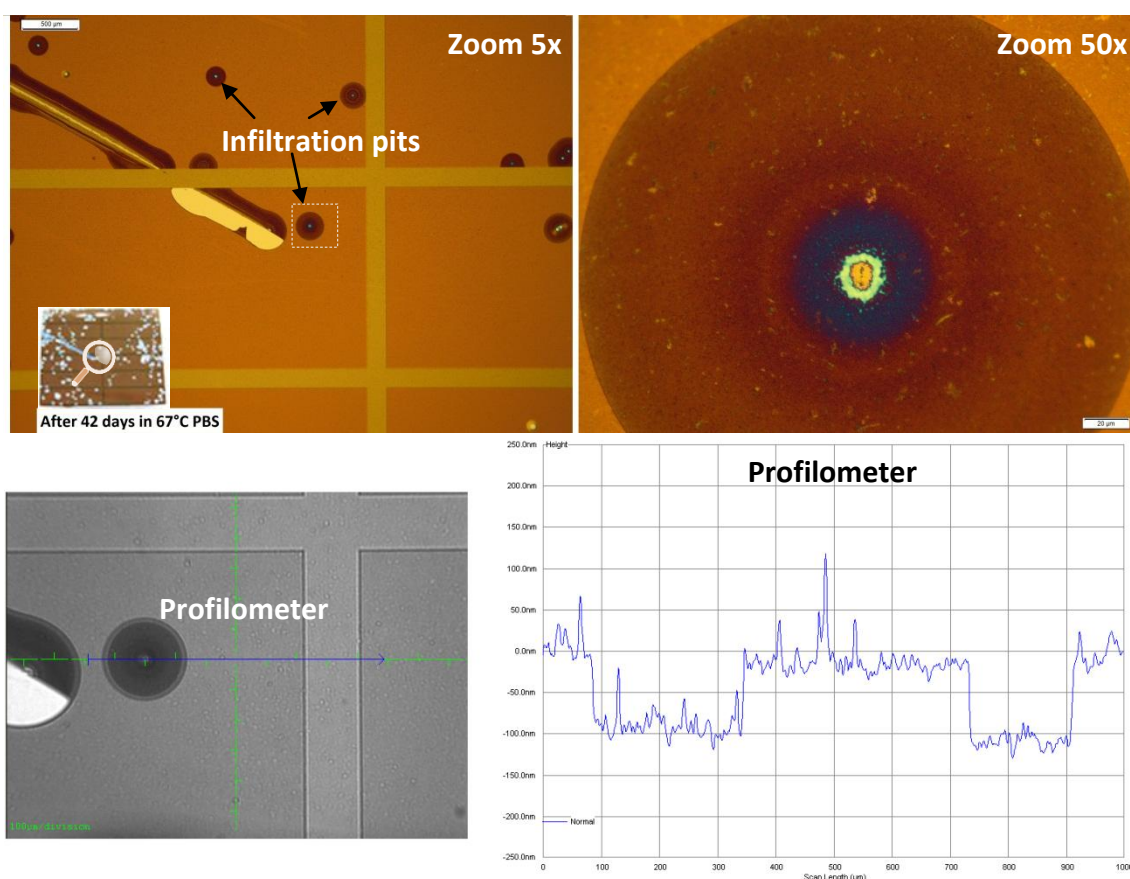 500 µm
Zoom 5x
Infiltration pits
After 42 days in 67°C PBS
Zoom 50x
20 µm
Profilometer
100µm/division
Profilometer
Height
250.0nm
200.0nm
150.0nm
100.0nm
50.0nm
0.0nm
-50.0nm
-100.0nm
-150.0nm
-200.0nm
-250.0nm
Normal
0 100 200 300 400 500 600 700 800 900 1000
Scan Length (um)